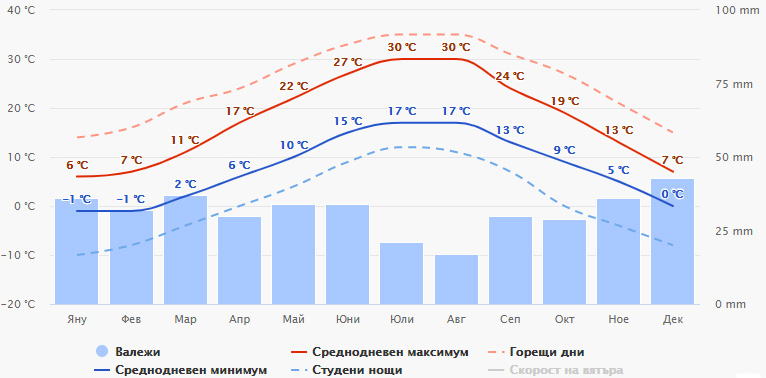 40 °C 100 mm
30 °C 30 °C
27 °C
30 °C 24 °C 75 mm
22 °C
17 °C 17 °C 17 °C 19 °C
20 °C 15 °C
11 °C 10 °C 13 °C 13 °C
6 °C 7 °C 6 °C 9 °C 7 °C
10 °C 2 °C 5 °C 50 mm
-1 °C -1 °C 0 °C
0 °C 25 mm
-10 °C
-20 °C 0 mm
Яну Фев Мар Апр Май Юни Юли Авг Сеп Окт Ное Дек
Валежи Среднодневен максимум Горещи дни
Среднодневен минимум Студени нощи Скорост на вятъра